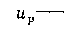 u_p —